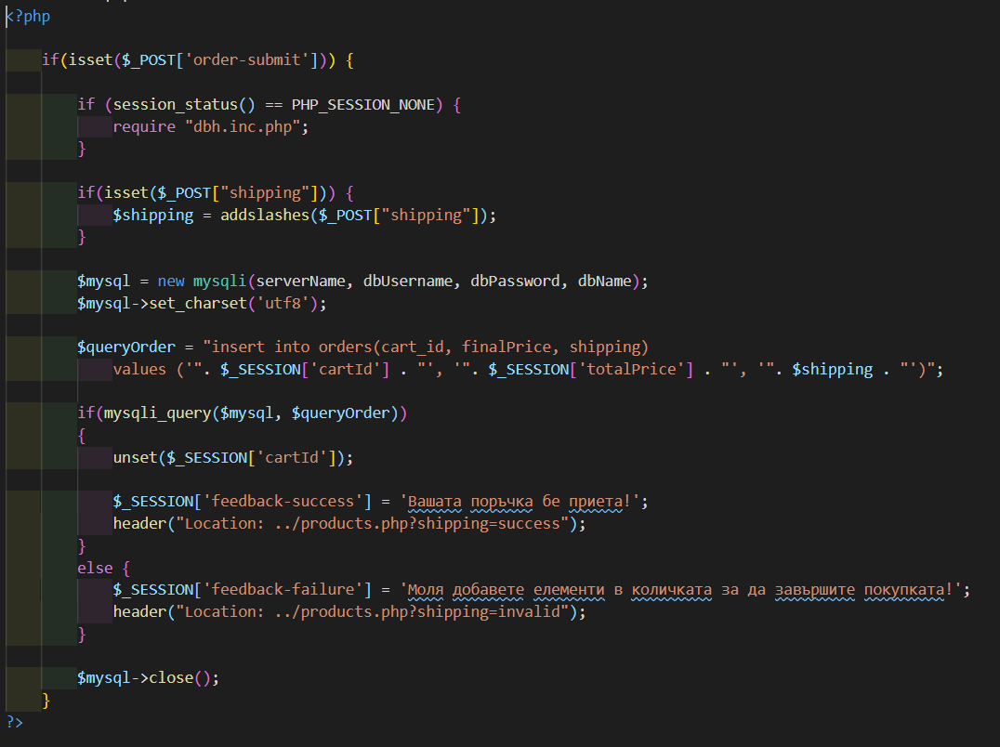 <?php
if(isset($_POST['order-submit'])) {
if (session_status() == PHP_SESSION_NONE) {
require "dbh.inc.php";
}
if(isset($_POST["shipping"])) {
$shipping = addslashes($_POST["shipping"]);
}
$mysql = new mysqli(serverName, dbUsername, dbPassword, dbName);
$mysql->set_charset('utf8');
$queryOrder = "insert into orders(cart_id, finalPrice, shipping)
values ('". $_SESSION['cartId'] . "', '". $_SESSION['totalPrice'] . "', '". $shipping . "')";
if(mysqli_query($mysql, $queryOrder))
{
unset($_SESSION['cartId']);
$_SESSION['feedback-success'] = 'Вашата поръчка бе приета!';
header("Location: ../products.php?shipping=success");
}
else {
$_SESSION['feedback-failure'] = 'Моля добавете елементи в количката за да завършите покупката!';
header("Location: ../products.php?shipping=invalid");
}
$mysql->close();
}
?>